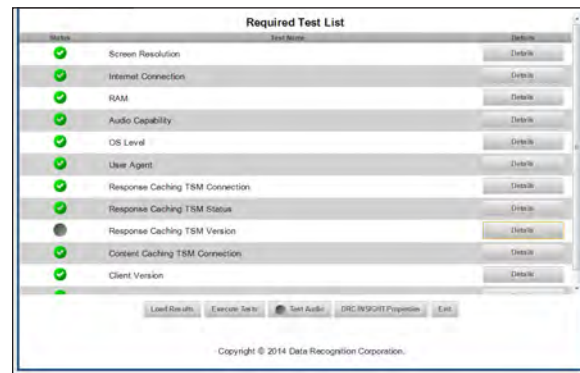 Required Test List
Status Test Name Details
Screen Resolution Details
Internet Connection Details
RAM Details
Audio Capability Details
OS Level Details
User Agent Details
Response Caching TSM Connection Details
Response Caching TSM Status Details
Response Caching TSM Version Details
Content Caching TSM Connection Details
Client Version Details
Load Results Execute Tests Test Audio DRC INSIGHT Properties Exit
Copyright © 2014 Data Recognition Corporation.